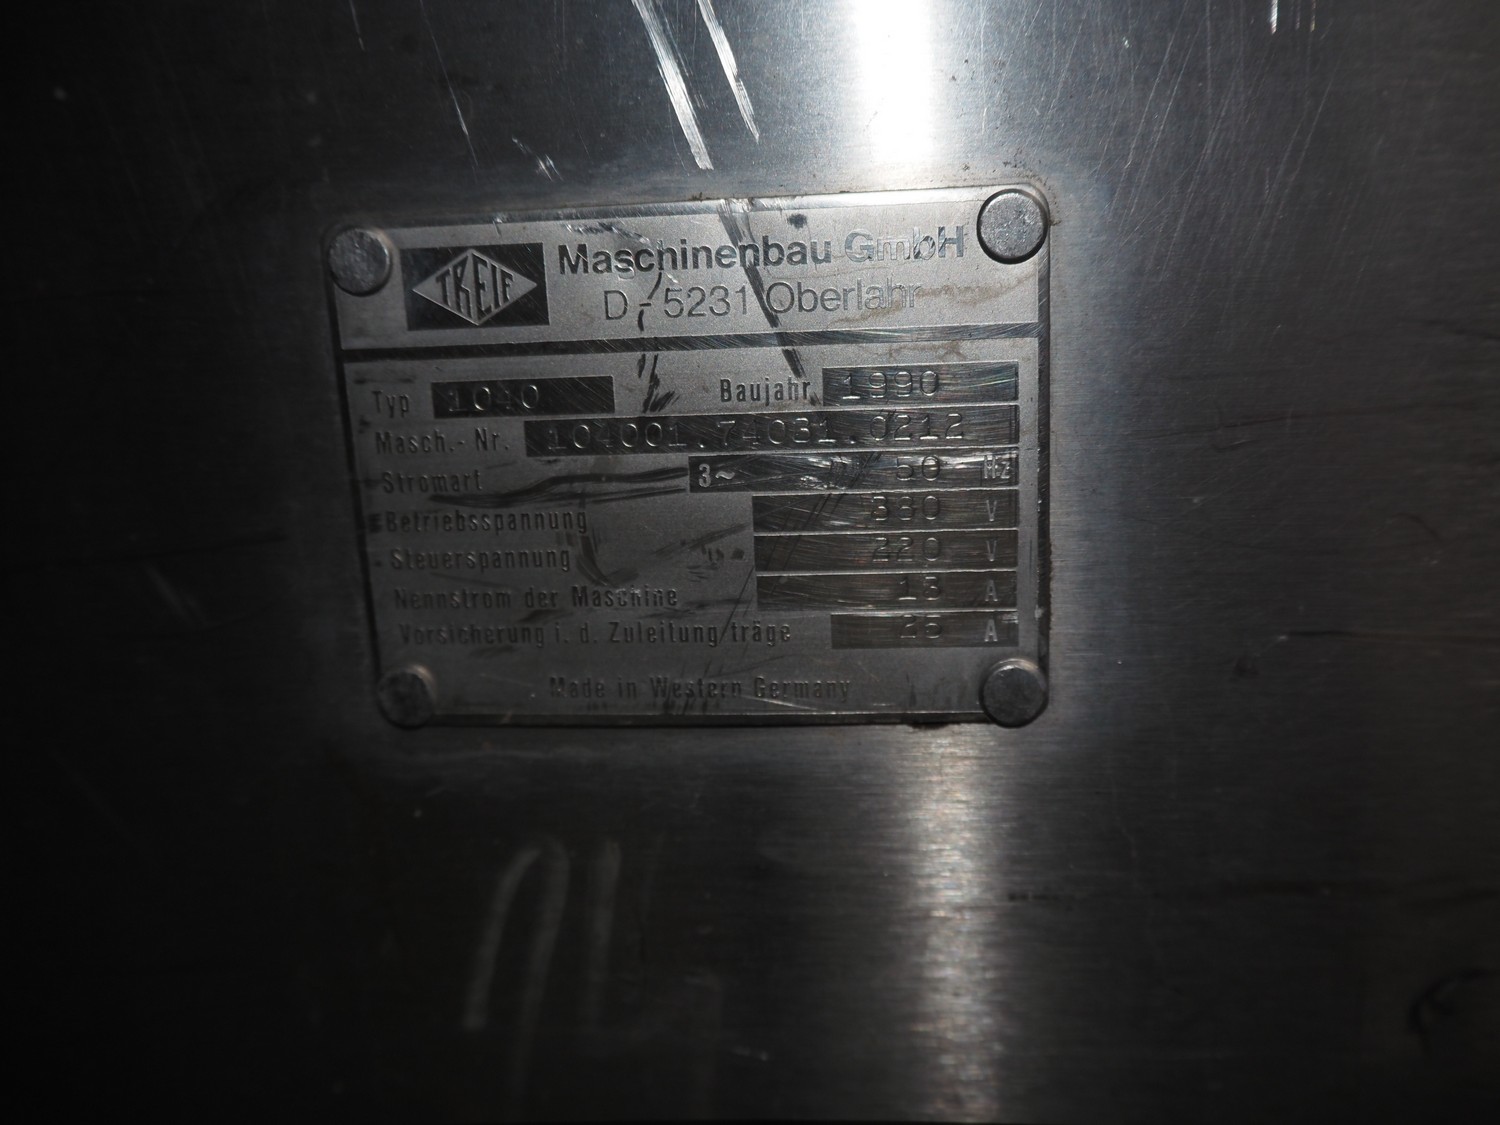 TREIF Maschinenbau GmbH
D-5231 Oberlahr
Typ 1040 Baujahr 1990
Masch.-Nr. 104001.74031.0212
Stromart 3~ 50 Hz
Betriebsspannung 380 V
Steuerspannung 220 V
Nennstrom der Maschine A
Vorsicherung i. d. Zuleitung/träge 25 A
Made in Western Germany